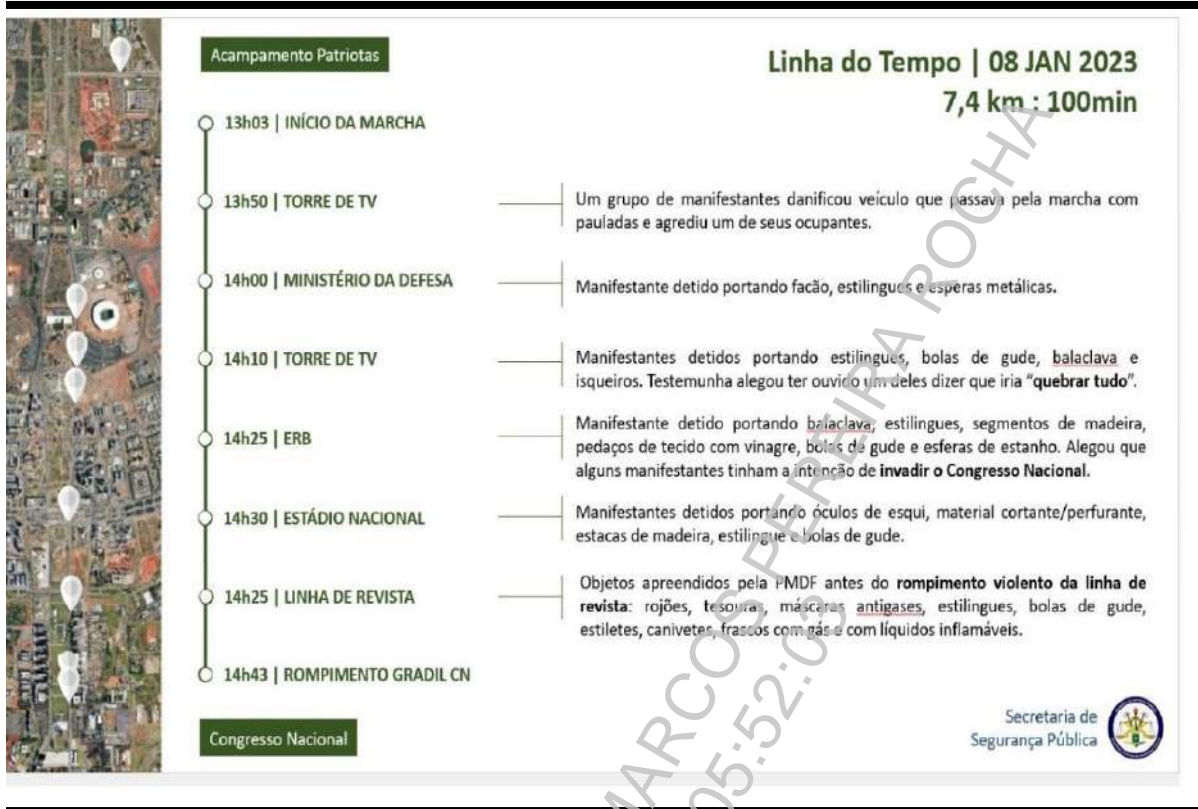 Acampamento Patriotas
Linha do Tempo | 08 JAN 2023
7,4 km : 100min
13h03 | INÍCIO DA MARCHA
13h50 | TORRE DE TV
Um grupo de manifestantes danificou veículo que passava pela marcha com
pauladas e agrediu um de seus ocupantes.
14h00 | MINISTÉRIO DA DEFESA
Manifestante detido portando facão, estilingues e esperas metálicas.
14h10 | TORRE DE TV
Manifestantes detidos portando estilingues, bolas de gude, balaclava e
isqueiros. Testemunha alegou ter ouvido um deles dizer que iria “quebrar tudo”.
14h25 | ERB
Manifestante detido portando balaclava, estilingues, segmentos de madeira,
pedaços de tecido com vinagre, bolas de gude e esferas de estanho. Alegou que
alguns manifestantes tinham a intenção de invadir o Congresso Nacional.
14h30 | ESTÁDIO NACIONAL
Manifestantes detidos portando óculos de esqui, material cortante/perfurante,
estacas de madeira, estilingue e bolas de gude.
14h25 | LINHA DE REVISTA
Objetos apreendidos pela PMDF antes do rompimento violento da linha de
revista: rojões, tesouras, máscaras antigases, estilingues, bolas de gude,
estiletes, canivetes, frascos com gás e com líquidos inflamáveis.
14h43 | ROMPIMENTO GRADIL CN
Congresso Nacional
Secretaria de
Segurança Pública
MARCOS PEREIRA ROCHA
05:52:03